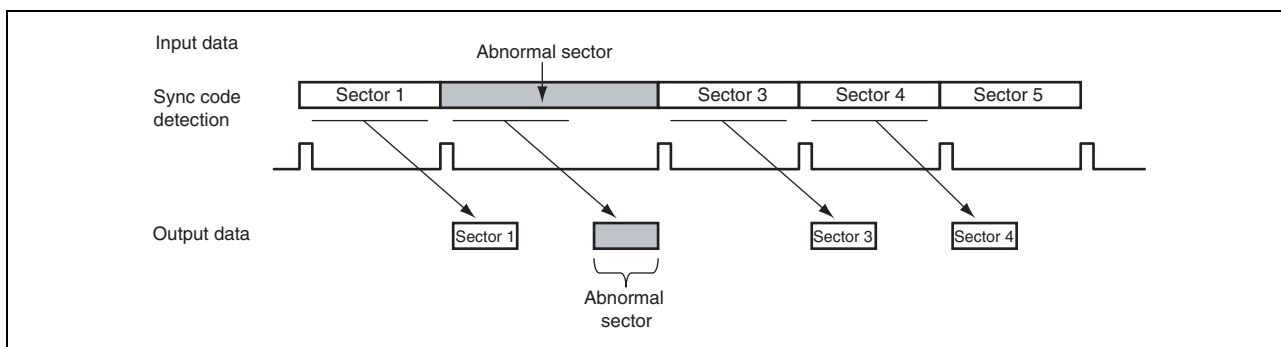 Input data
Abnormal sector
Sync code
detection
Sector 1
Sector 3
Sector 4
Sector 5
Output data
Sector 1
Sector 3
Sector 4
Abnormal
sector